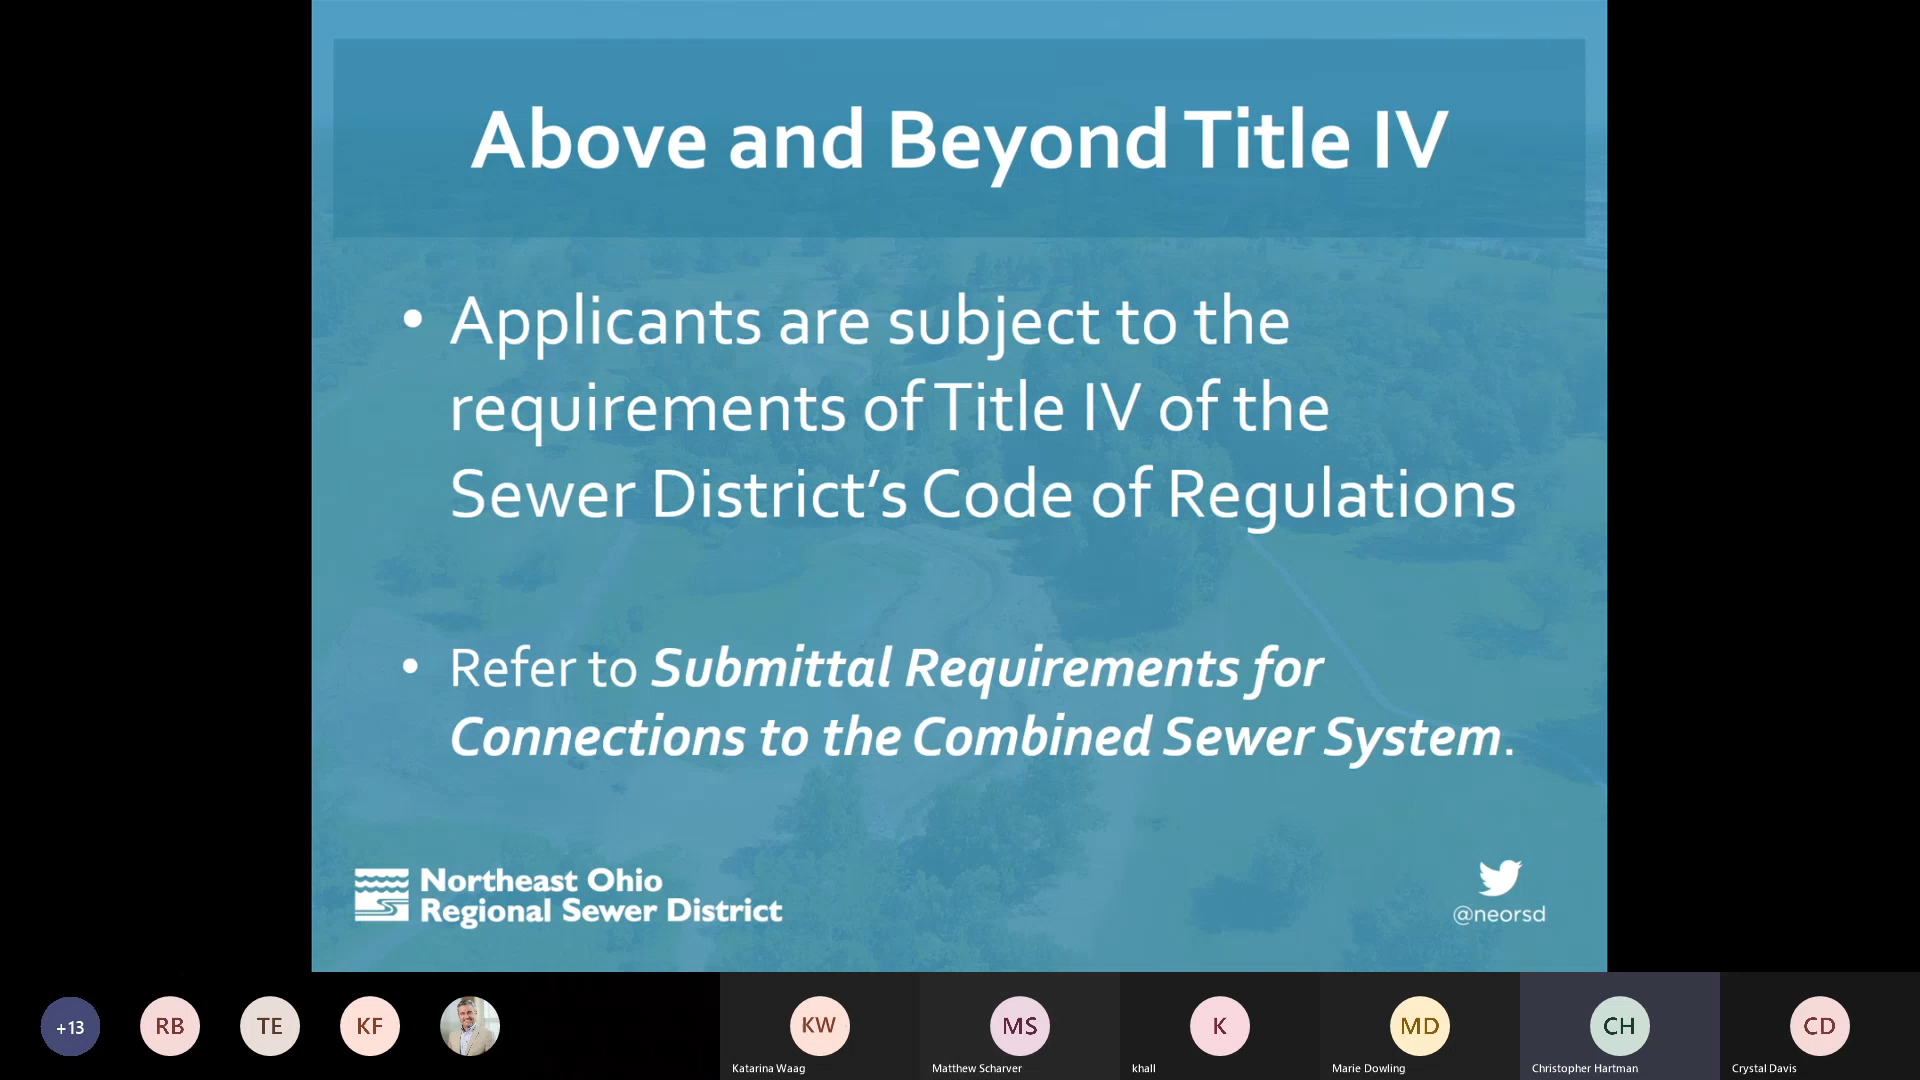 Above and Beyond Title IV
• Applicants are subject to the
requirements of Title IV of the
Sewer District’s Code of Regulations
• Refer to Submittal Requirements for
Connections to the Combined Sewer System.
Northeast Ohio
Regional Sewer District
@neorsd
+13
RB
TE
KF
KW
MS
K
MD
CH
CD
Katarina Waag
Matthew Scharver
khall
Marie Dowling
Christopher Hartman
Crystal Davis